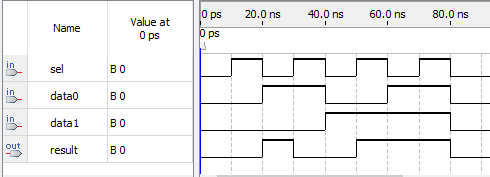 Name
Value at
0 ps
0 ps 20.0 ns 40.0 ns 60.0 ns 80.0 ns
0 ps
in sel B 0
in data0 B 0
in data1 B 0
out result B 0